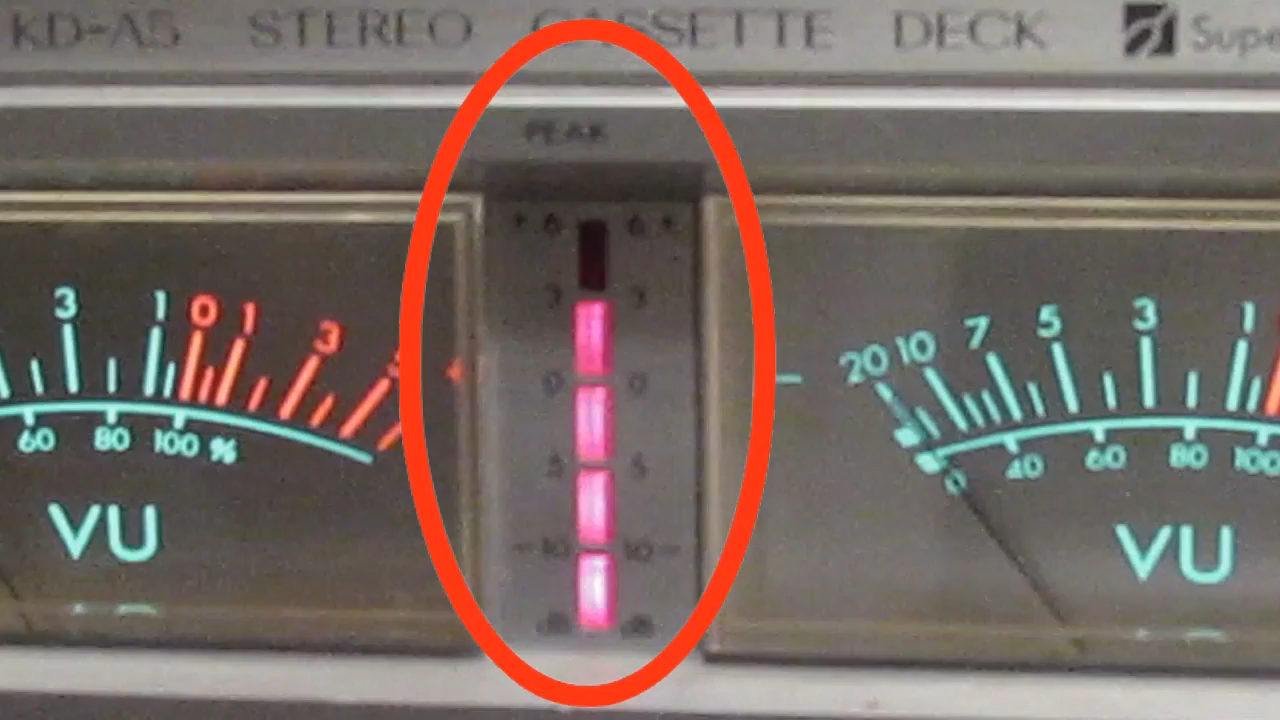 KD-A5 STEREO CASSETTE DECK Supe
PEAK
+ 6 6 +
3 3
0 0
5 5
- 10 10 -
dB dB
3 1 0 1 3
60 80 100 %
VU
20 10 7 5 3 1
0 40 60 80 100
VU